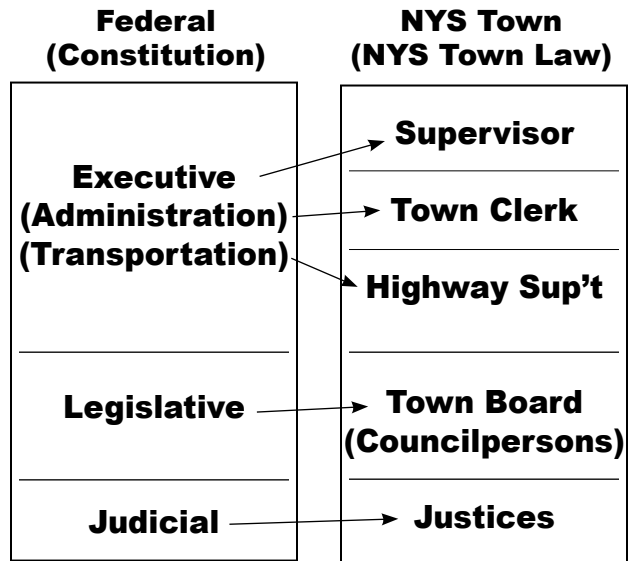 Federal
(Constitution)
Executive
(Administration)
(Transportation)
Legislative
Judicial
NYS Town
(NYS Town Law)
Supervisor
Town Clerk
Highway Sup’t
Town Board
(Councilpersons)
Justices